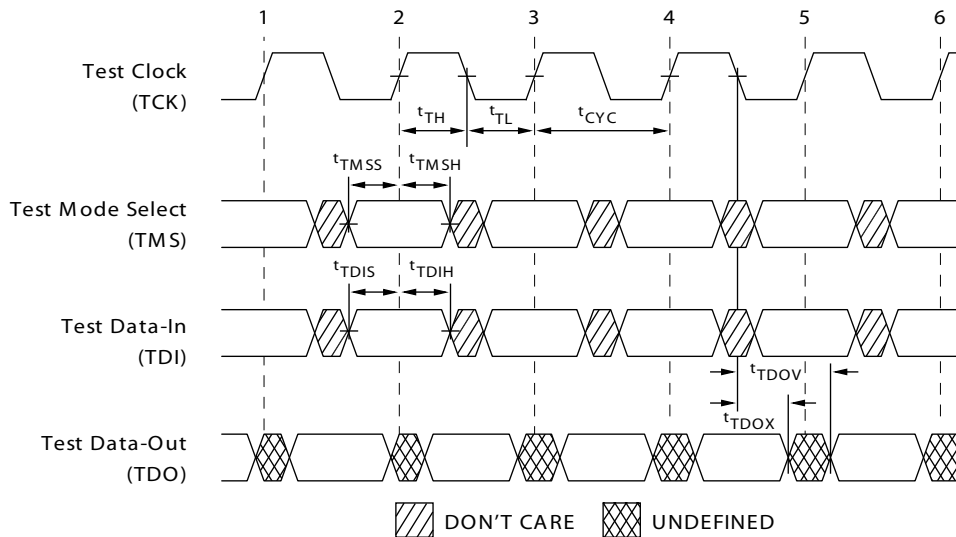 1 2 3 4 5 6
Test Clock
(TCK)
tTH tTL tCYC
tTMSS tTMSH
Test Mode Select
(TMS)
tTDIS tTDIH
Test Data-In
(TDI)
tTDOV
tTDOX
Test Data-Out
(TDO)
DON'T CARE UNDEFINED